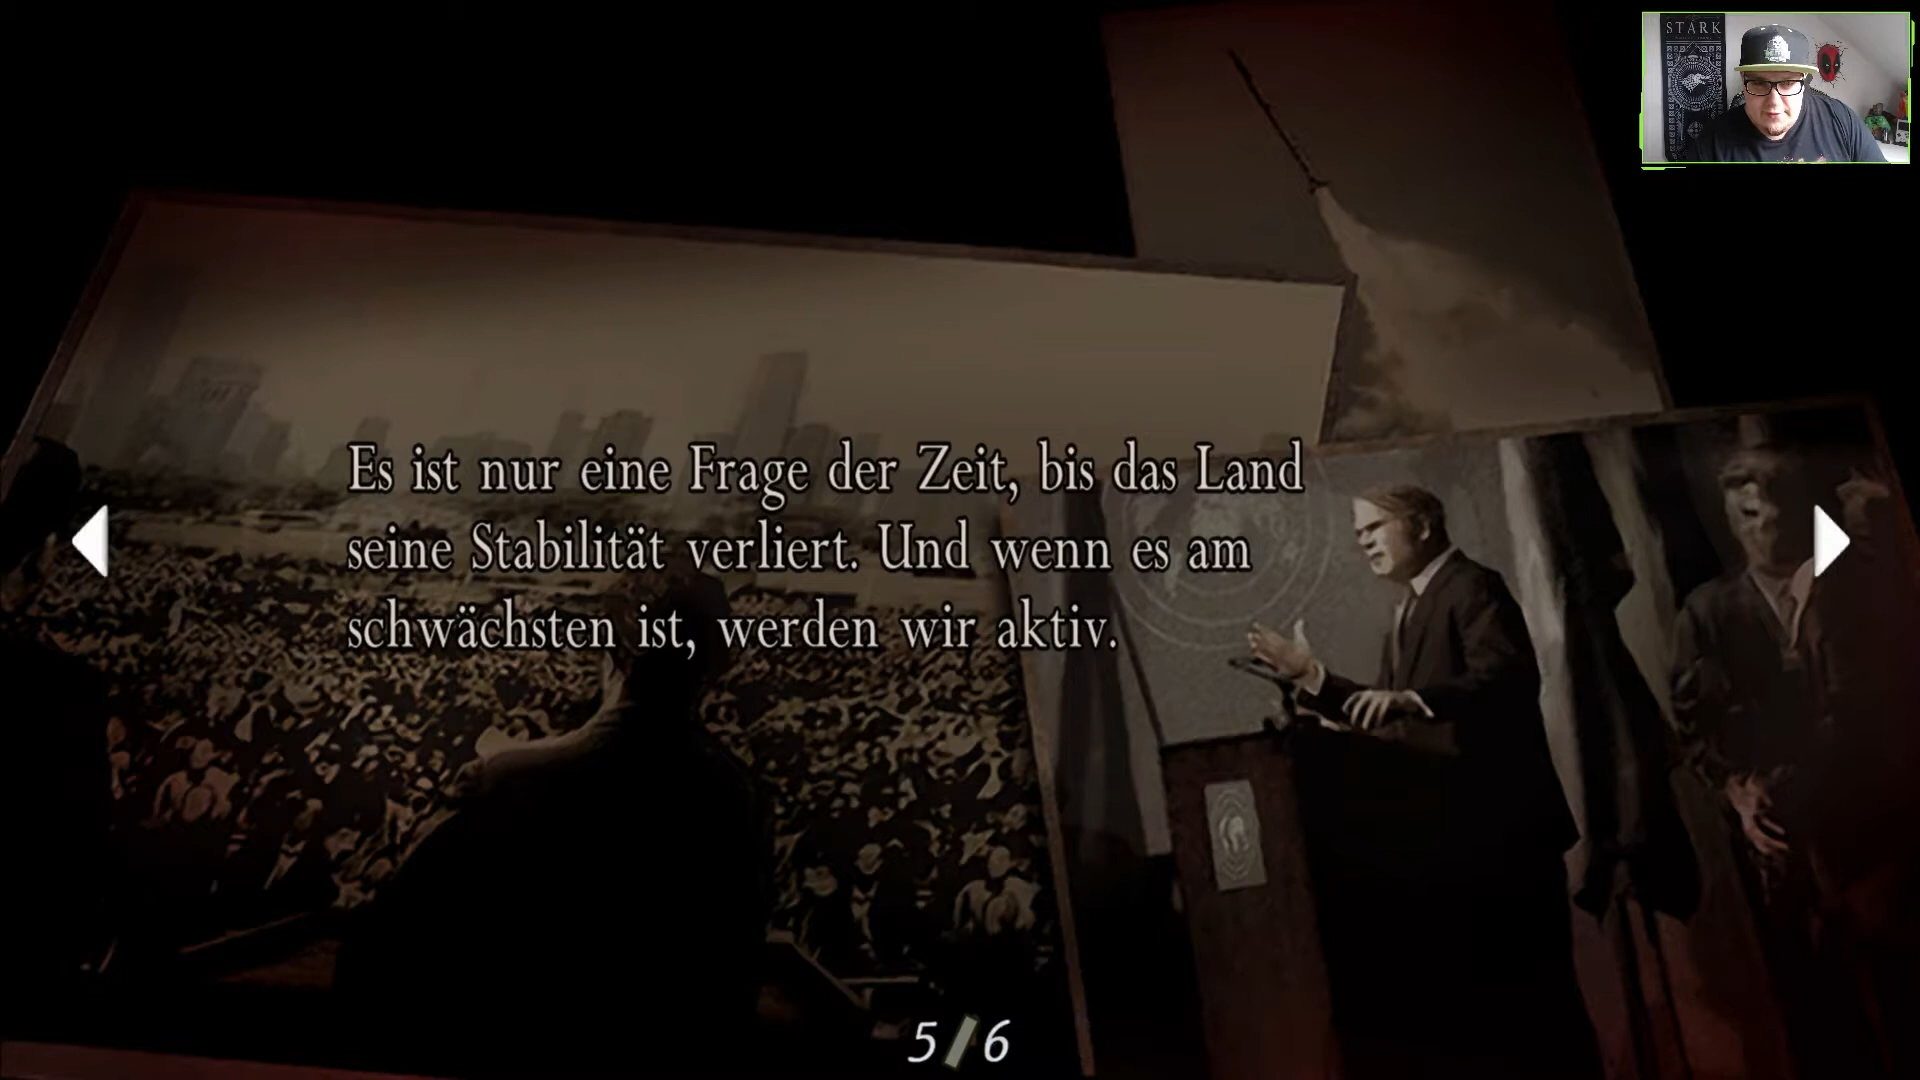 STARK
Es ist nur eine Frage der Zeit, bis das Land
seine Stabilität verliert. Und wenn es am
schwächsten ist, werden wir aktiv.
5/6